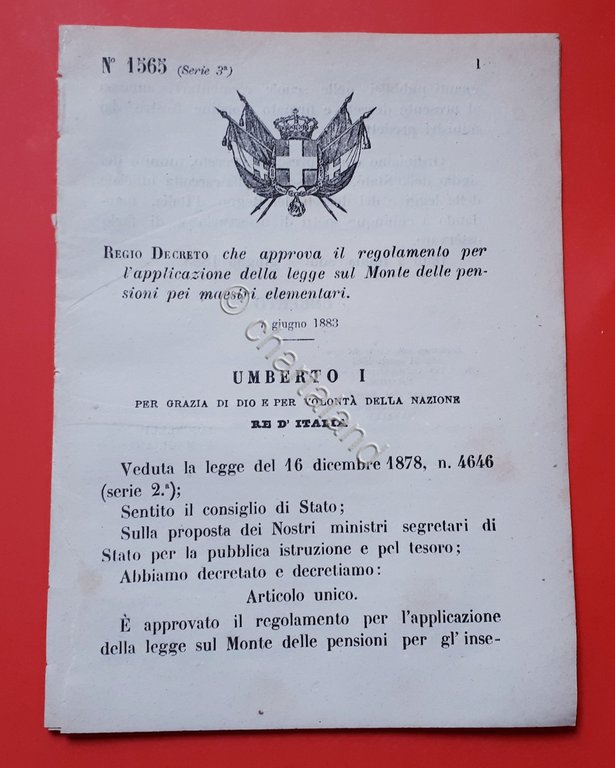 N° 1565 (Serie 3ª)
1
REGIO DECRETO che approva il regolamento per
l'applicazione della legge sul Monte delle pen-
sioni pei maestri elementari.
giugno 1883
UMBERTO I
PER GRAZIA DI DIO E PER VOLONTÀ DELLA NAZIONE
RE D'ITALIA
Veduta la legge del 16 dicembre 1878, n. 4646
(serie 2.ª);
Sentito il consiglio di Stato;
Sulla proposta dei Nostri ministri segretari di
Stato per la pubblica istruzione e pel tesoro;
Abbiamo decretato e decretiamo:
Articolo unico.
È approvato il regolamento per l'applicazione
della legge sul Monte delle pensioni per gl'inse-
© chartaland